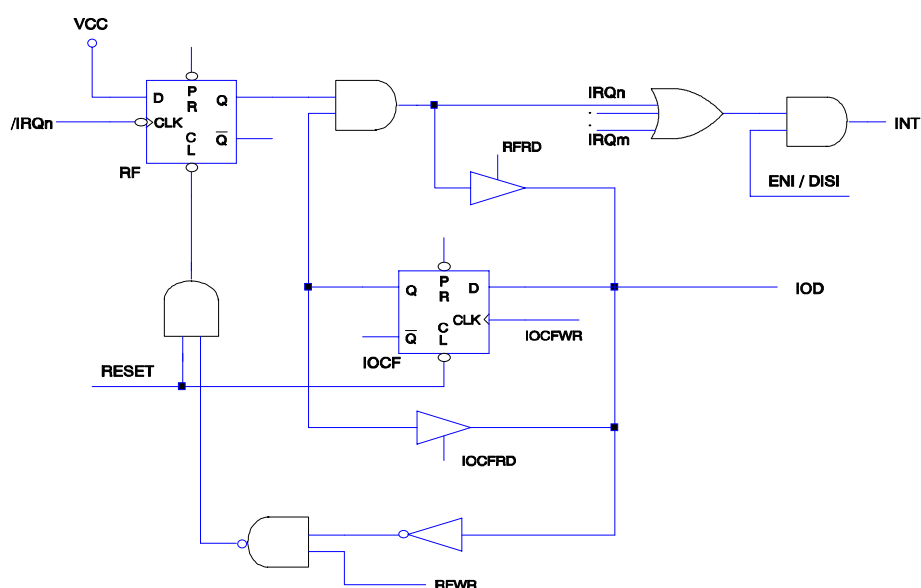 VCC
D
P
R
Q
/IRQn
CLK
C
L
Q
RF
IRQn
:
IRQm
INT
RFRD
ENI / DISI
Q
P
R
D
IOD
Q
C
L
CLK
IOCF
IOCFWR
RESET
IOCFRD
RFWR